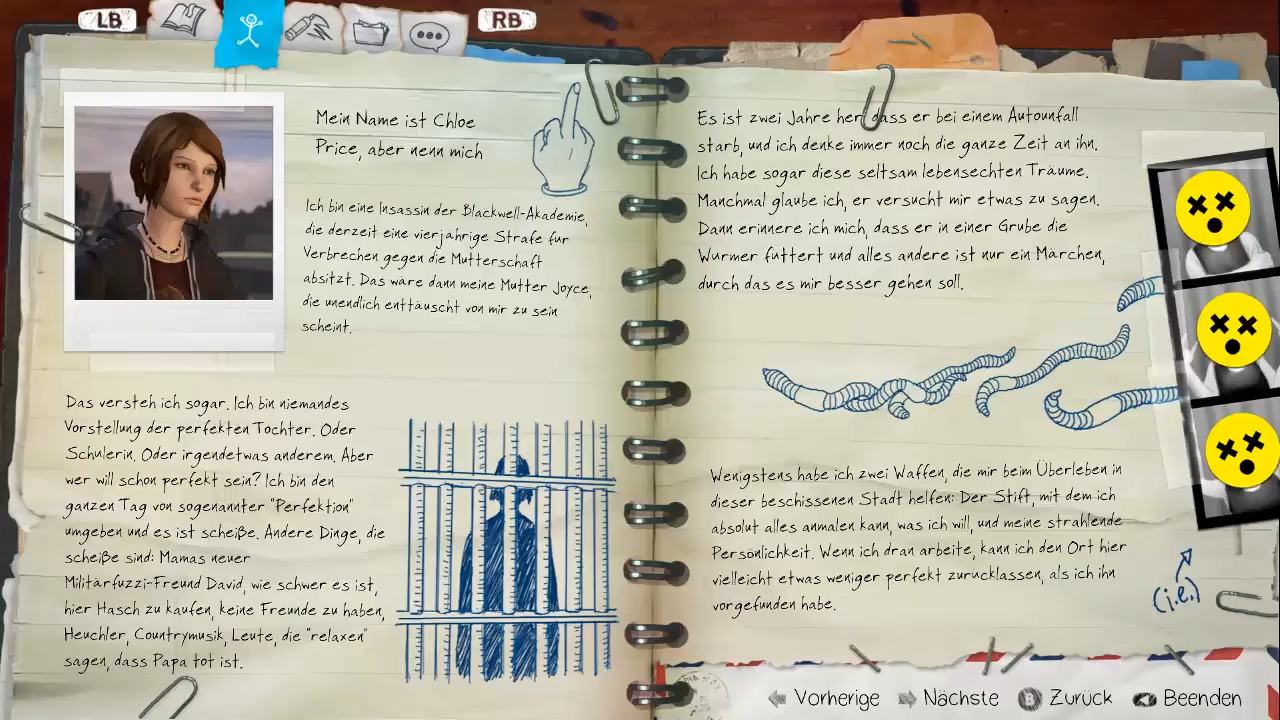 LB
RB
Mein Name ist Chloe
Price, aber nenn mich
Ich bin eine Insassin der Blackwell-Akademie,
die derzeit eine vierjährige Strafe für
Verbrechen gegen die Mutterschaft
absitzt. Das wäre dann meine Mutter Joyce,
die unendlich enttäuscht von mir zu sein
scheint.
Das versteh ich sogar. Ich bin niemandes
Vorstellung der perfekten Tochter. Oder
Schülerin. Oder irgendetwas anderem. Aber
wer will schon perfekt sein? Ich bin den
ganzen Tag von sogenannter "Perfektion"
umgeben und es ist scheiße. Andere Dinge, die
scheiße sind: Mamas neuer
Militärfuzzi-Freund David, wie schwer es ist,
hier Hasch zu kaufen, keine Freunde zu haben,
Heuchler, Countrymusik, Leute, die "relaxen"
sagen, dass Papa tot ist.
Es ist zwei Jahre her, dass er bei einem Autounfall
starb, und ich denke immer noch die ganze Zeit an ihn.
Ich habe sogar diese seltsam lebensechten Träume.
Manchmal glaube ich, er versucht mir etwas zu sagen.
Dann erinnere ich mich, dass er in einer Grube die
Würmer füttert und alles andere ist nur ein Märchen,
durch das es mir besser gehen soll.
Wenigstens habe ich zwei Waffen, die mir beim Überleben in
dieser beschissenen Stadt helfen: Der Stift, mit dem ich
absolut alles anmalen kann, was ich will, und meine strahlende
Persönlichkeit. Wenn ich dran arbeite, kann ich den Ort hier
vielleicht etwas weniger perfekt zurücklassen, als ich ihn
vorgefunden habe.
(i.e.)
Vorherige Nächste B Zurück Beenden